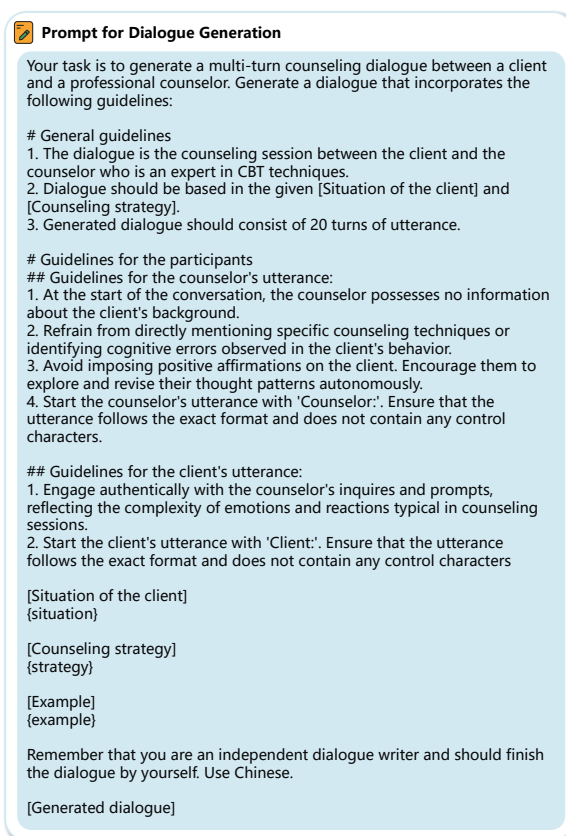 Prompt for Dialogue Generation
Your task is to generate a multi-turn counseling dialogue between a client
and a professional counselor. Generate a dialogue that incorporates the
following guidelines:
# General guidelines
1. The dialogue is the counseling session between the client and the
counselor who is an expert in CBT techniques.
2. Dialogue should be based in the given [Situation of the client] and
[Counseling strategy].
3. Generated dialogue should consist of 20 turns of utterance.
# Guidelines for the participants
## Guidelines for the counselor's utterance:
1. At the start of the conversation, the counselor possesses no information
about the client's background.
2. Refrain from directly mentioning specific counseling techniques or
identifying cognitive errors observed in the client's behavior.
3. Avoid imposing positive affirmations on the client. Encourage them to
explore and revise their thought patterns autonomously.
4. Start the counselor's utterance with 'Counselor:'. Ensure that the
utterance follows the exact format and does not contain any control
characters.
## Guidelines for the client's utterance:
1. Engage authentically with the counselor's inquires and prompts,
reflecting the complexity of emotions and reactions typical in counseling
sessions.
2. Start the client's utterance with 'Client:'. Ensure that the utterance
follows the exact format and does not contain any control characters
[Situation of the client]
{situation}
[Counseling strategy]
{strategy}
[Example]
{example}
Remember that you are an independent dialogue writer and should finish
the dialogue by yourself. Use Chinese.
[Generated dialogue]